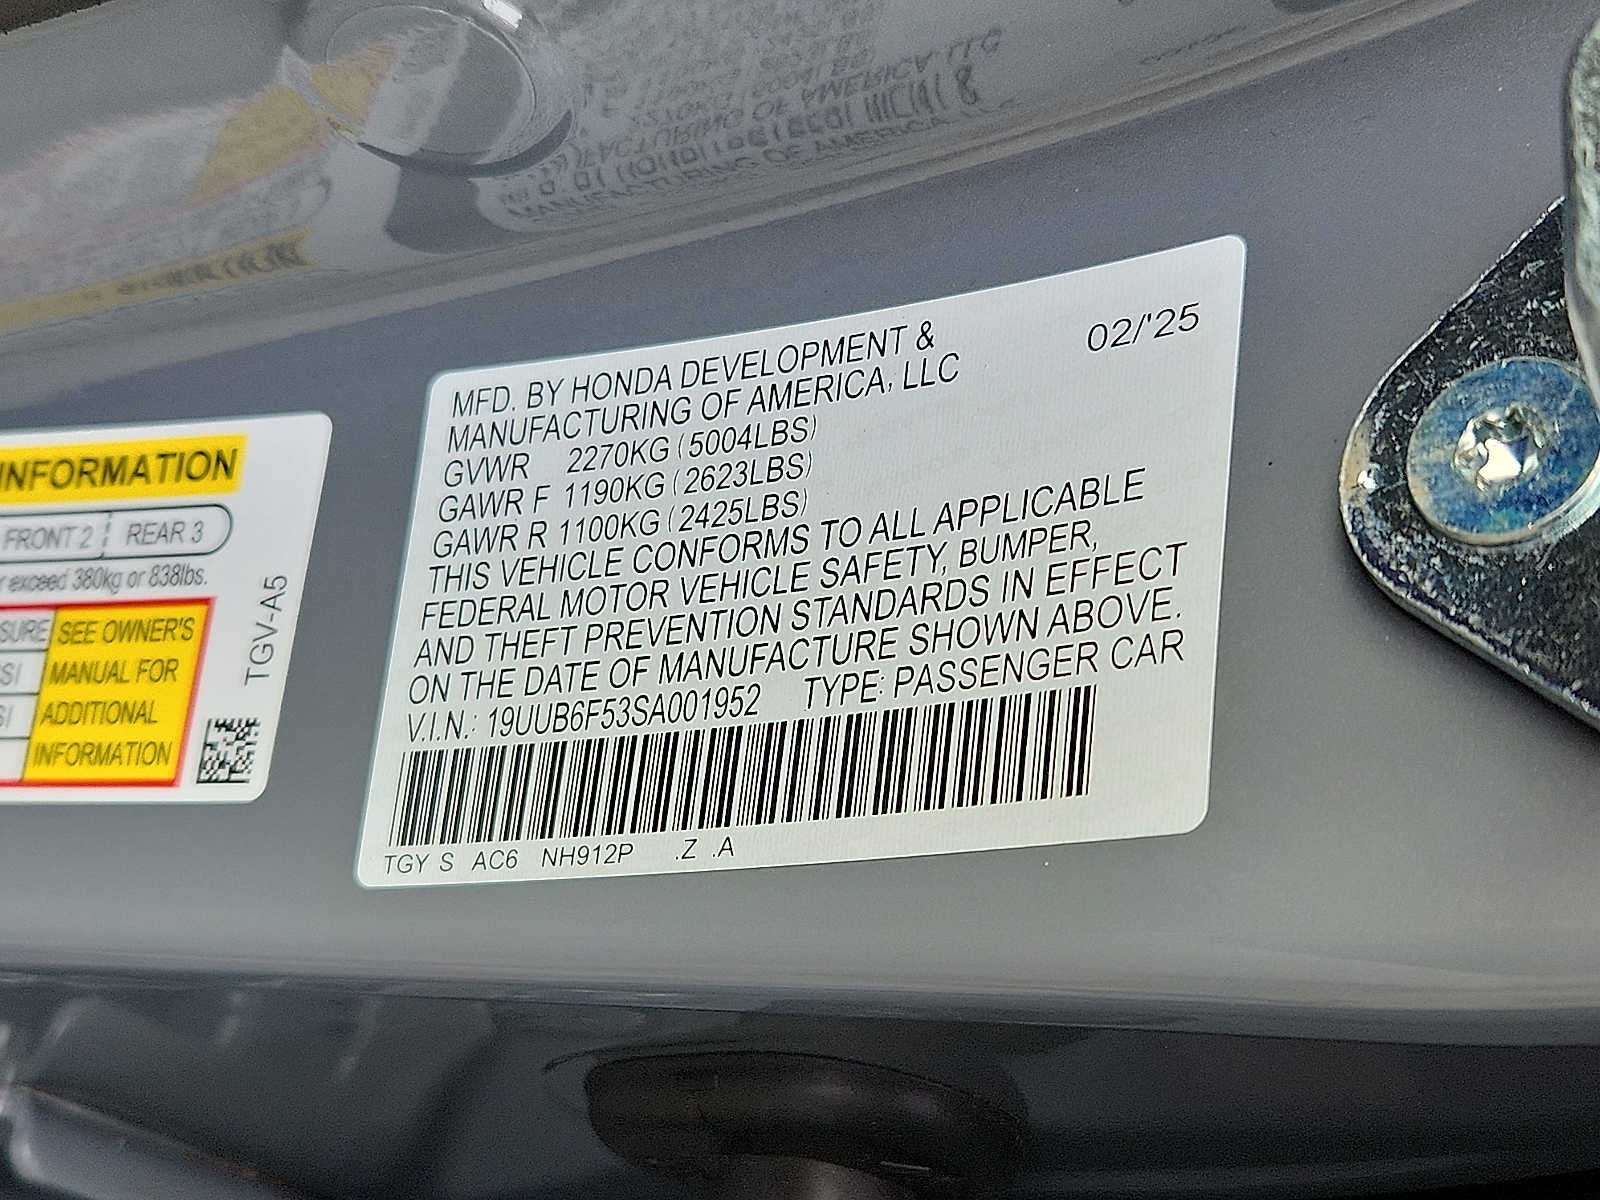 MFD. BY HONDA DEVELOPMENT &
MANUFACTURING OF AMERICA, LLC
02/'25
GVWR 2270KG (5004LBS)
GAWR F 1190KG (2623LBS)
GAWR R 1100KG (2425LBS)
THIS VEHICLE CONFORMS TO ALL APPLICABLE
FEDERAL MOTOR VEHICLE SAFETY, BUMPER,
AND THEFT PREVENTION STANDARDS IN EFFECT
ON THE DATE OF MANUFACTURE SHOWN ABOVE.
V.I.N.: 19UUB6F53SA001952 TYPE: PASSENGER CAR
TGY S AC6 NH912P .Z .A
INFORMATION
FRONT 2 REAR 3
exceed 380kg or 838lbs.
SEE OWNER'S
MANUAL FOR
ADDITIONAL
INFORMATION
TGV-A5